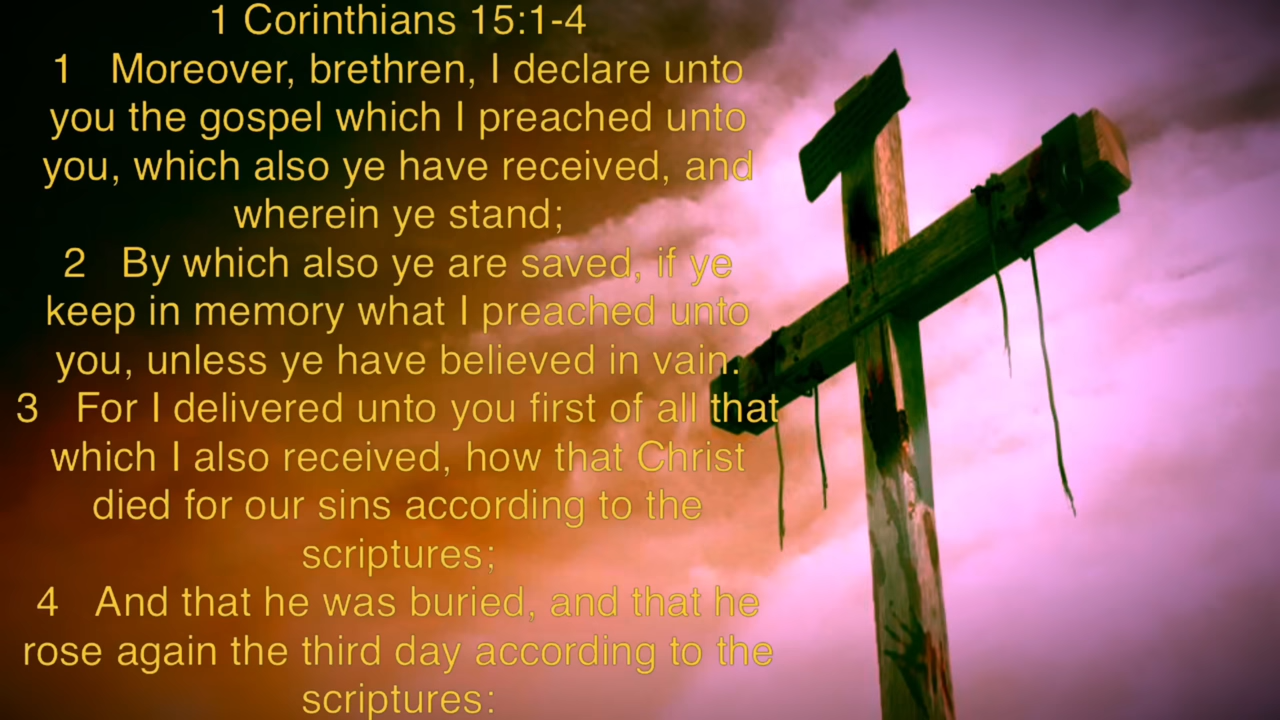 1 Corinthians 15:1-4
1 Moreover, brethren, I declare unto
you the gospel which I preached unto
you, which also ye have received, and
wherein ye stand;
2 By which also ye are saved, if ye
keep in memory what I preached unto
you, unless ye have believed in vain.
3 For I delivered unto you first of all that
which I also received, how that Christ
died for our sins according to the
scriptures;
4 And that he was buried, and that he
rose again the third day according to the
scriptures: